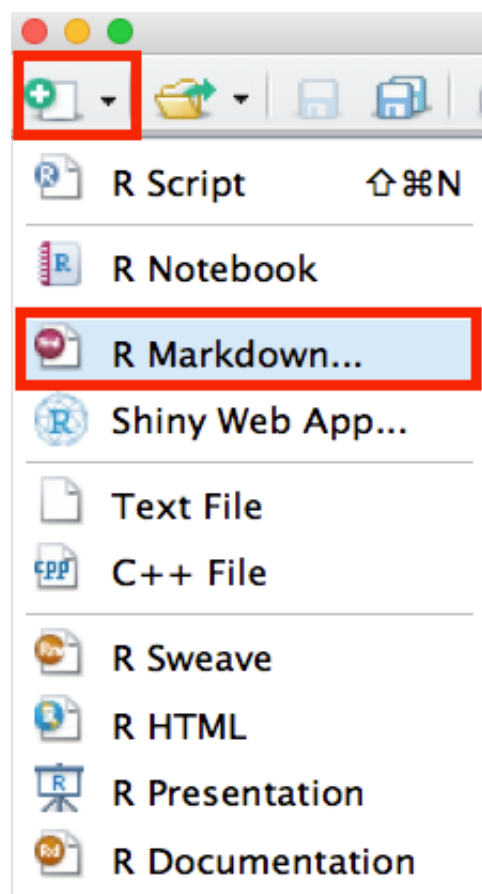 R Script ⇧⌘N
R Notebook
R Markdown...
Shiny Web App...
Text File
C++ File
R Sweave
R HTML
R Presentation
R Documentation